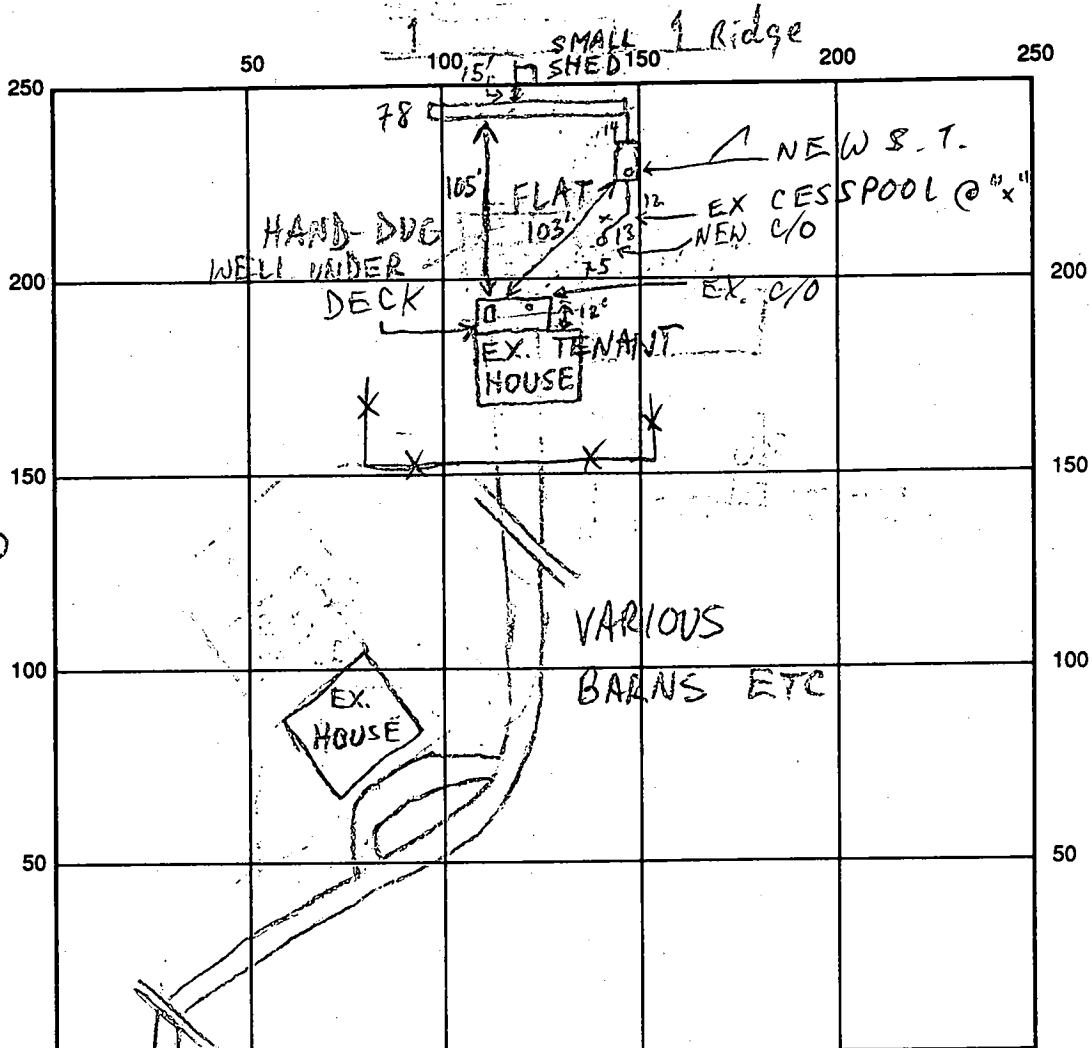 SMALL 1 Ridge
SHED
50 100 150 200 250
250
15'
78
14
NEW S. T.
105'
FLAT
103'
12
EX CESSPOOL @ "x"
x
13
NEW C/O
HAND-DUG
WELL UNDER
DECK
75
200 200
EX. C/O
12'
EX. TENANT
HOUSE
150 150
VARIOUS
BARNS ETC
100 100
EX.
HOUSE
50 50